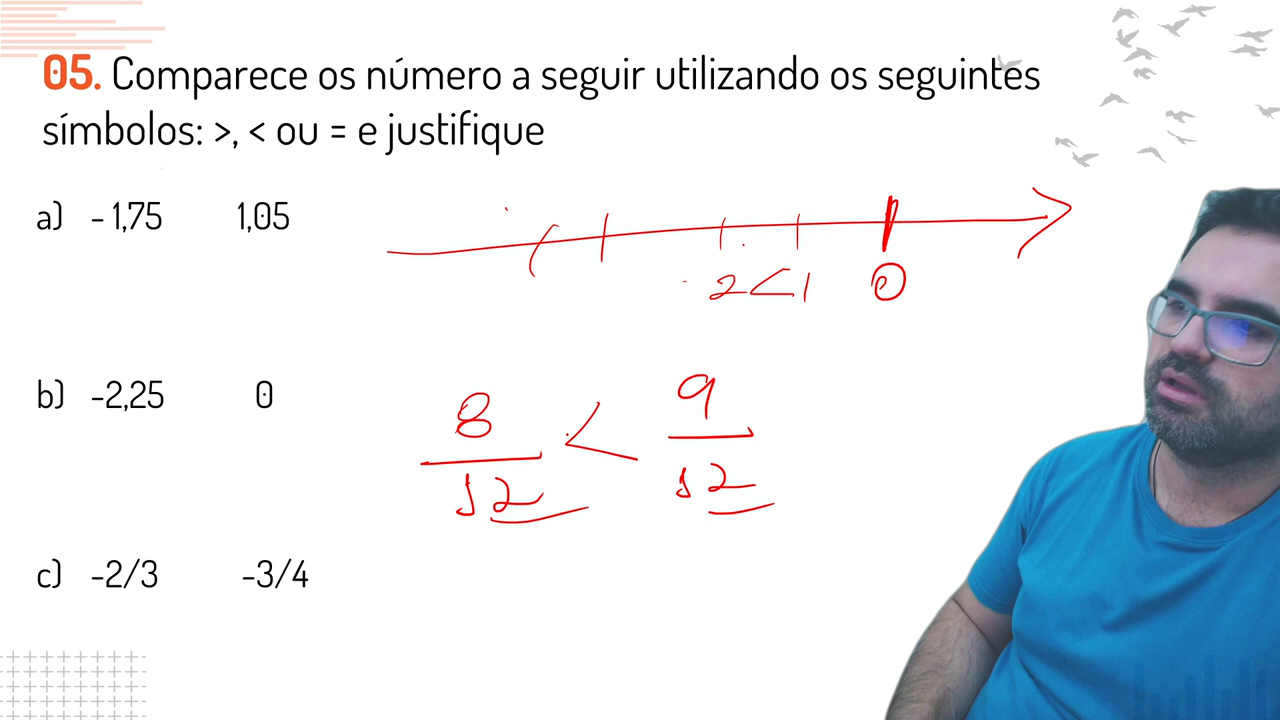 05. Comparece os número a seguir utilizando os seguintes
símbolos: >, < ou = e justifique
a) - 1,75 1,05
2 < 1 0
b) -2,25 0
8 < 9
12 12
c) -2/3 -3/4